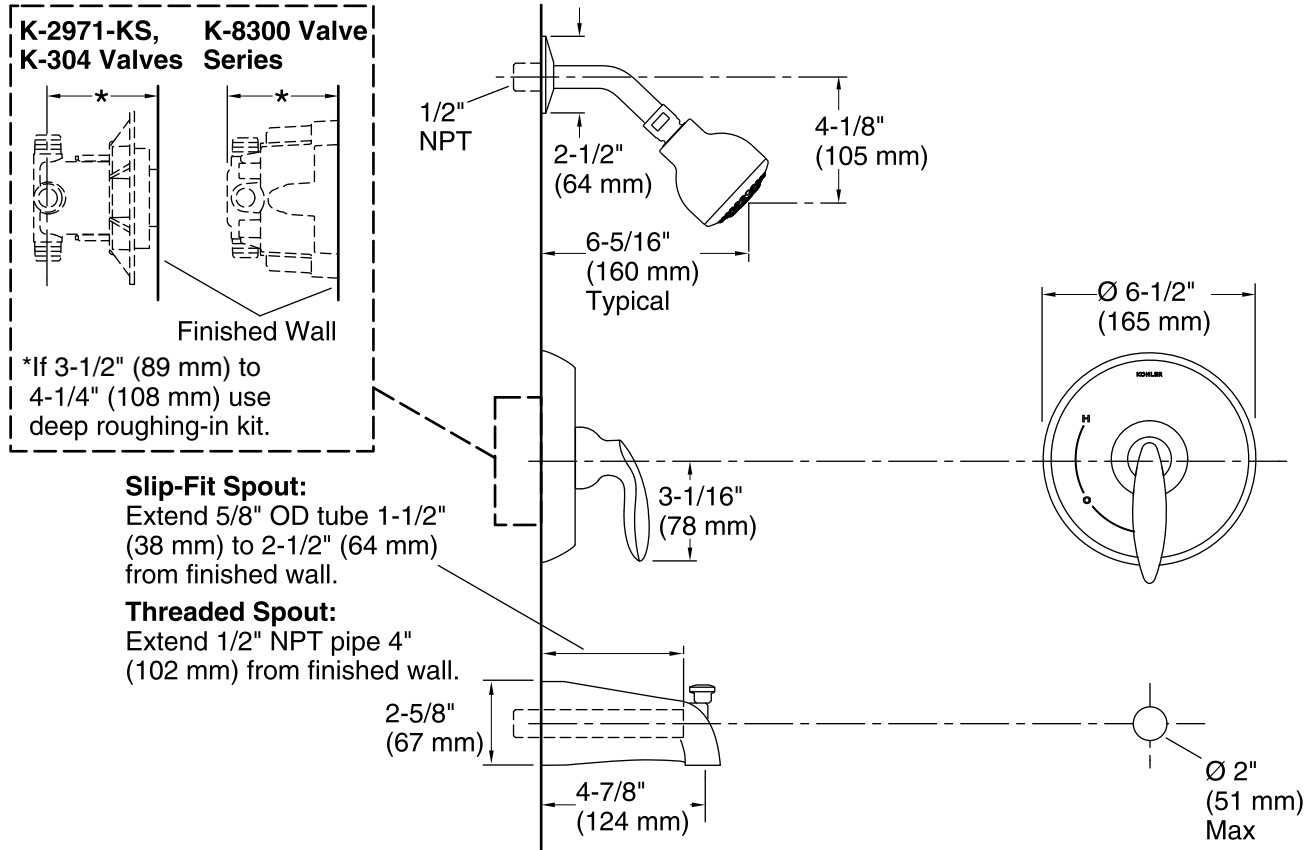 K-2971-KS,
K-304 Valves
K-8300 Valve
Series
*
*
Finished Wall
*If 3-1/2" (89 mm) to
4-1/4" (108 mm) use
deep roughing-in kit.
1/2"
NPT
2-1/2"
(64 mm)
4-1/8"
(105 mm)
6-5/16"
(160 mm)
Typical
Ø 6-1/2"
(165 mm)
KOHLER
H
C
3-1/16"
(78 mm)
Slip-Fit Spout:
Extend 5/8" OD tube 1-1/2"
(38 mm) to 2-1/2" (64 mm)
from finished wall.
Threaded Spout:
Extend 1/2" NPT pipe 4"
(102 mm) from finished wall.
2-5/8"
(67 mm)
4-7/8"
(124 mm)
Ø 2"
(51 mm)
Max